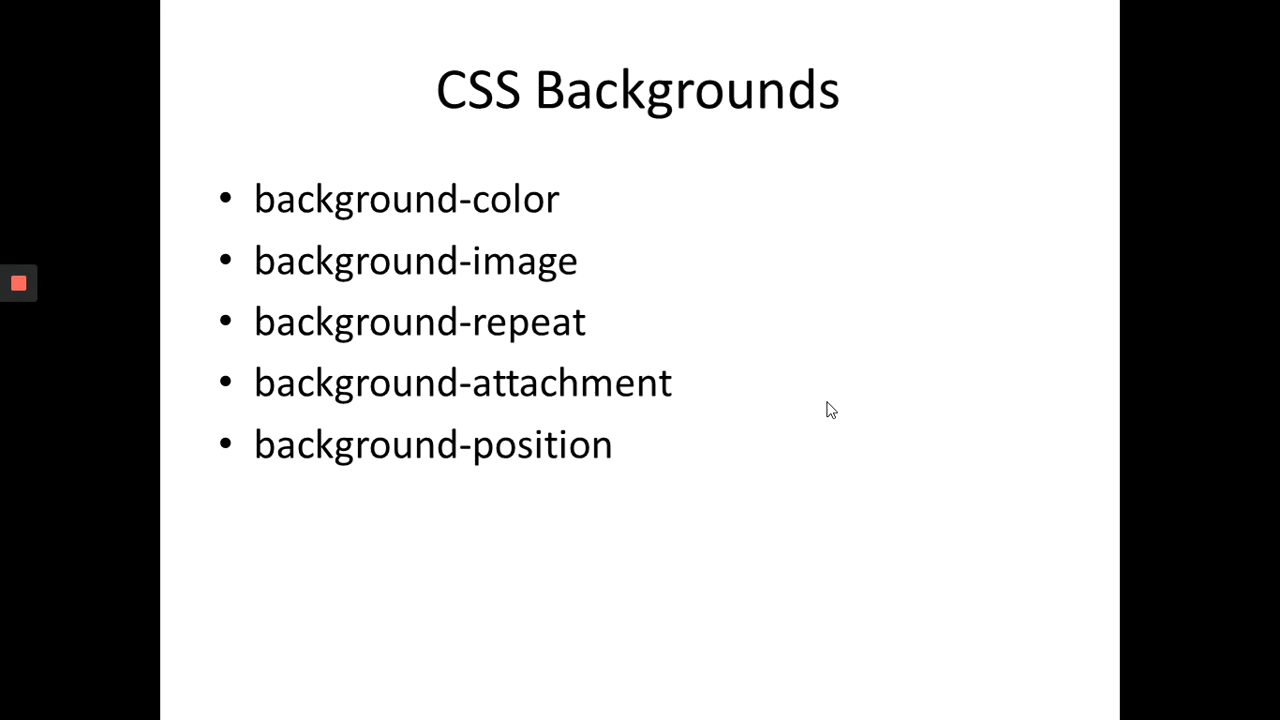 CSS Backgrounds
• background-color
• background-image
• background-repeat
• background-attachment
• background-position